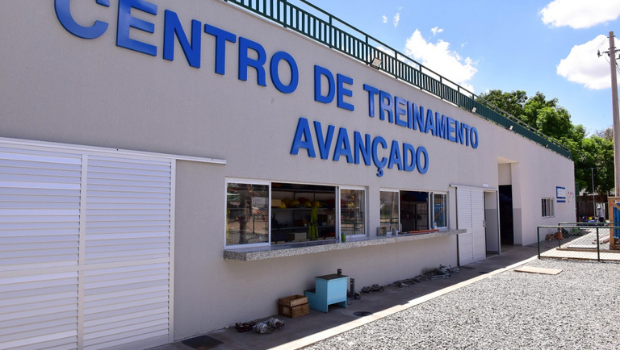 CENTRO DE TREINAMENTO
AVANÇADO